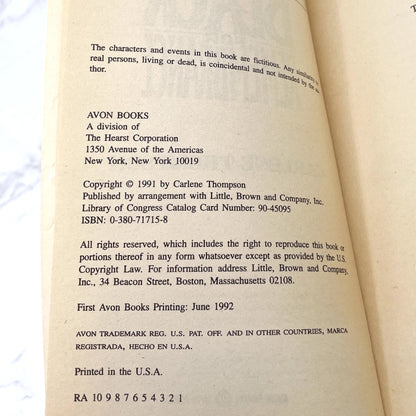 The characters and events in this book are fictitious. Any similarity to
real persons, living or dead, is coincidental and not intended by the au-
thor.
AVON BOOKS
A division of
The Hearst Corporation
1350 Avenue of the Americas
New York, New York 10019
Copyright © 1991 by Carlene Thompson
Published by arrangement with Little, Brown and Company, Inc.
Library of Congress Catalog Card Number: 90-45095
ISBN: 0-380-71715-8
All rights reserved, which includes the right to reproduce this book or
portions thereof in any form whatsoever except as provided by the U.S.
Copyright Law. For information address Little, Brown and Company,
Inc., 34 Beacon Street, Boston, Massachusetts 02108.
First Avon Books Printing: June 1992
AVON TRADEMARK REG. U.S. PAT. OFF. AND IN OTHER COUNTRIES, MARCA
REGISTRADA, HECHO EN U.S.A.
Printed in the U.S.A.
RA 10 9 8 7 6 5 4 3 2 1